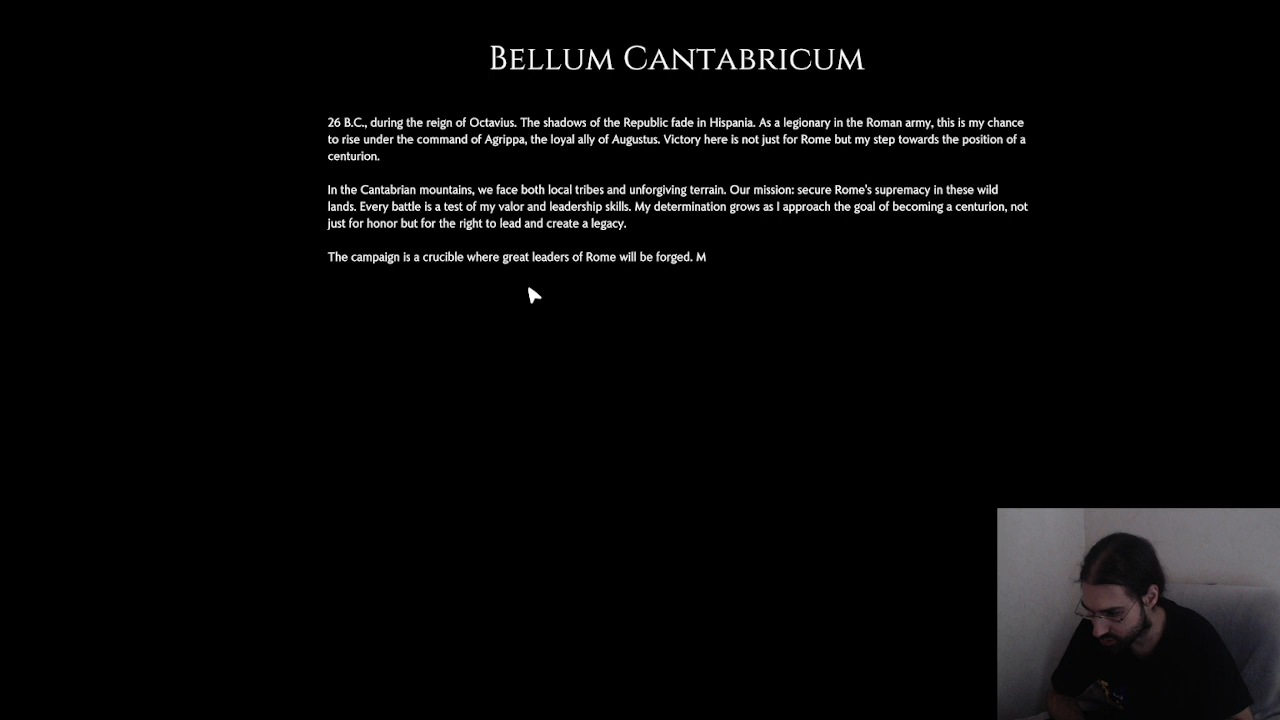 Bellum Cantabricum
26 B.C., during the reign of Octavius. The shadows of the Republic fade in Hispania. As a legionary in the Roman army, this is my chance
to rise under the command of Agrippa, the loyal ally of Augustus. Victory here is not just for Rome but my step towards the position of a
centurion.
In the Cantabrian mountains, we face both local tribes and unforgiving terrain. Our mission: secure Rome's supremacy in these wild
lands. Every battle is a test of my valor and leadership skills. My determination grows as I approach the goal of becoming a centurion, not
just for honor but for the right to lead and create a legacy.
The campaign is a crucible where great leaders of Rome will be forged. M